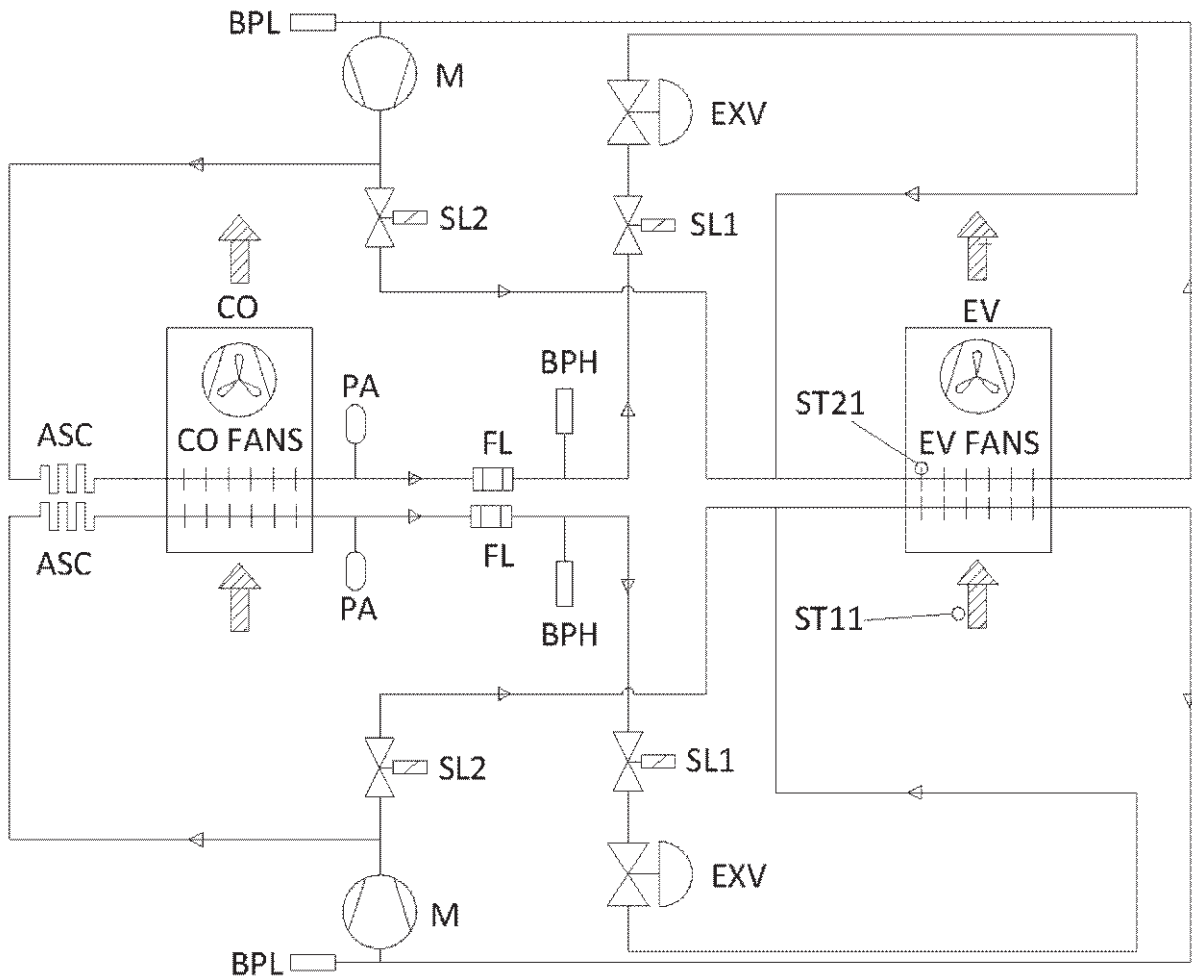 BPL
M
EXV
SL2
SL1
CO
EV
BPH
PA
ST21
ASC
CO FANS
FL
EV FANS
ASC
FL
PA
BPH
ST11
SL2
SL1
EXV
M
BPL